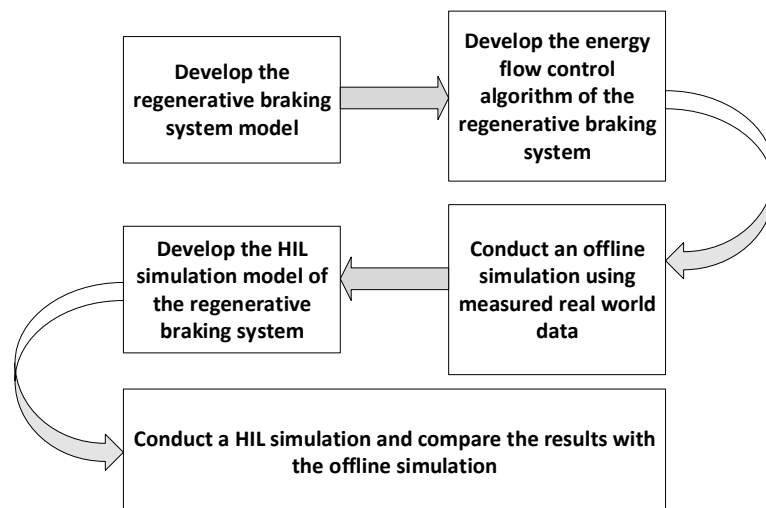 Develop the
regenerative braking
system model
Develop the energy
flow control
algorithm of the
regenerative braking
system
Conduct an offline
simulation using
measured real world
data
Develop the HIL
simulation model of
the regenerative
braking system
Conduct a HIL simulation and compare the results with
the offline simulation